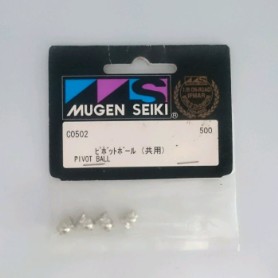 MUGEN SEIKI®
C0502 500
ﾋﾟﾎﾞｯﾄﾎﾞｰﾙ (共用)
PIVOT BALL